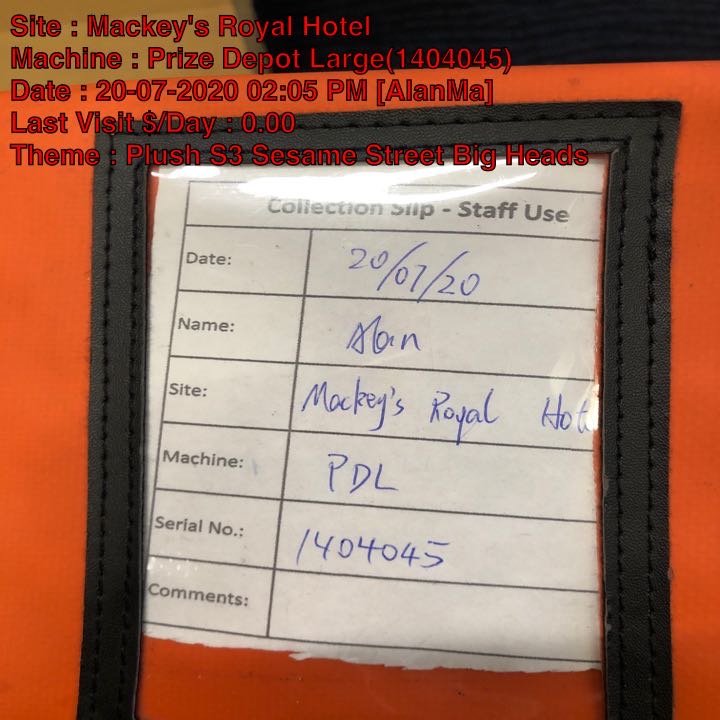 Site : Mackey's Royal Hotel
Machine : Prize Depot Large(1404045)
Date : 20-07-2020 02:05 PM [AlanMa]
Last Visit $/Day : 0.00
Theme : Plush S3 Sesame Street Big Heads
Collection Slip - Staff Use
Date: 20/07/20
Name: Alan
Site: Mackey's Royal Hot
Machine: PDL
Serial No.: 1404045
Comments: